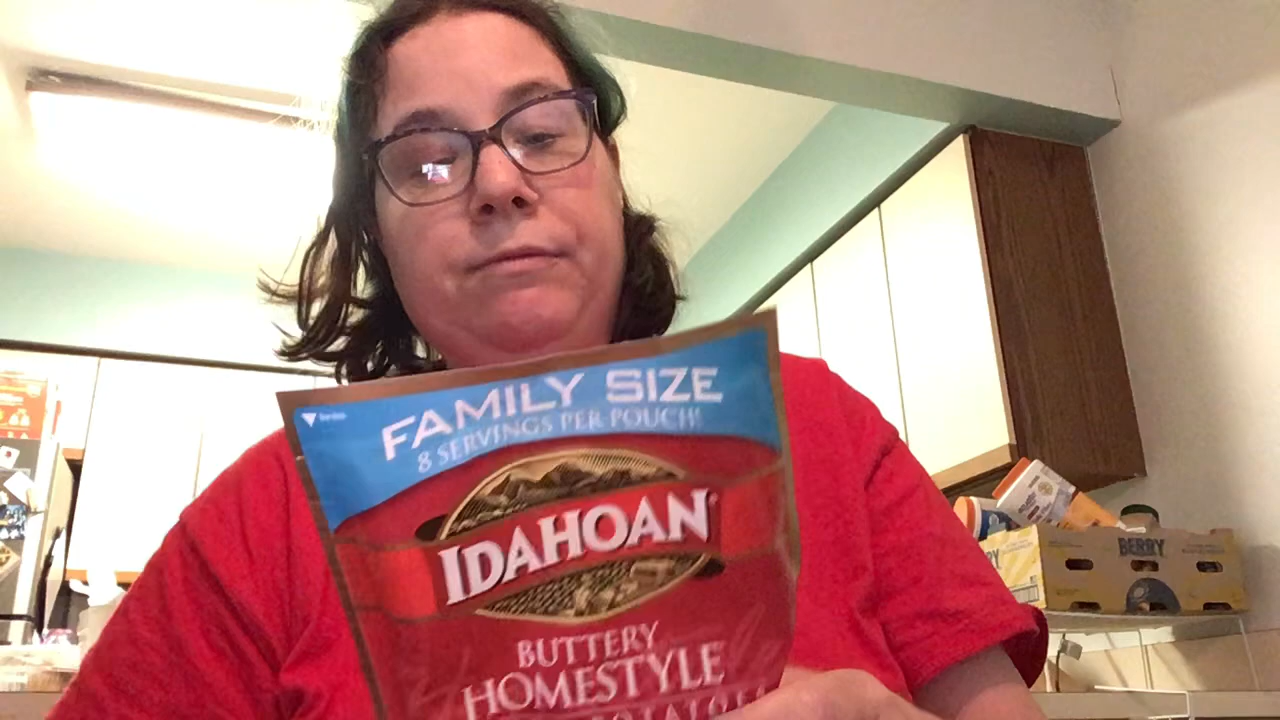 FAMILY SIZE
8 SERVINGS PER POUCH!
IDAHOAN
BUTTERY
HOMESTYLE
BERRY